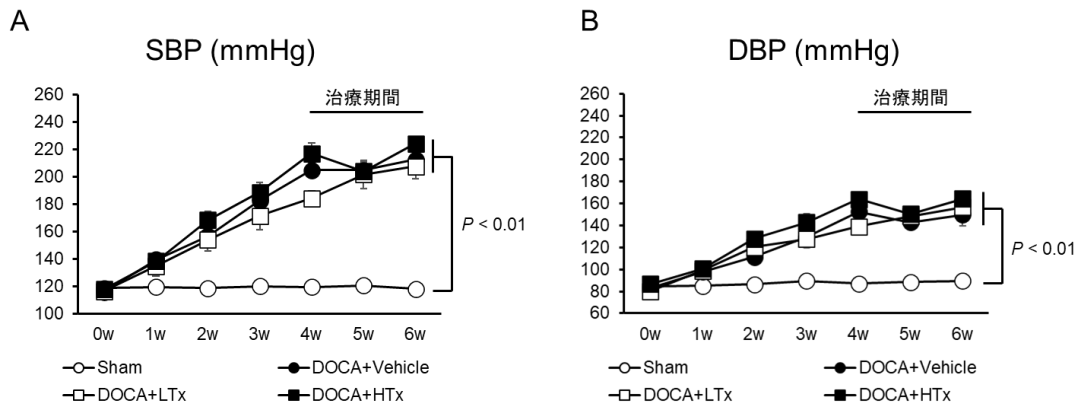 A
SBP (mmHg)
治療期間
260
240
220
200
180
160
140
120
100
0w 1w 2w 3w 4w 5w 6w
P < 0.01
Sham
DOCA+Vehicle
DOCA+LTx
DOCA+HTx
B
DBP (mmHg)
治療期間
260
240
220
200
180
160
140
120
100
80
60
0w 1w 2w 3w 4w 5w 6w
P < 0.01
Sham
DOCA+Vehicle
DOCA+LTx
DOCA+HTx